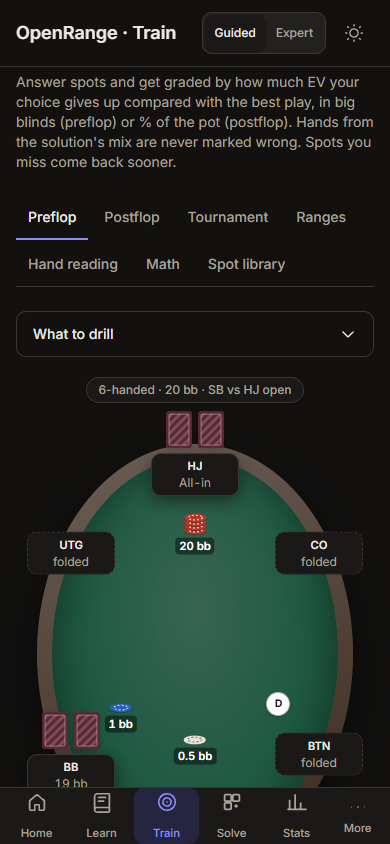 OpenRange · Train
Guided
Expert
Answer spots and get graded by how much EV your
choice gives up compared with the best play, in big
blinds (preflop) or % of the pot (postflop). Hands from
the solution's mix are never marked wrong. Spots you
miss come back sooner.
Preflop
Postflop
Tournament
Ranges
Hand reading
Math
Spot library
What to drill
6-handed · 20 bb · SB vs HJ open
HJ
All-in
20 bb
UTG
folded
CO
folded
D
1 bb
0.5 bb
BTN
folded
BB
19 bb
Home
Learn
Train
Solve
Stats
More